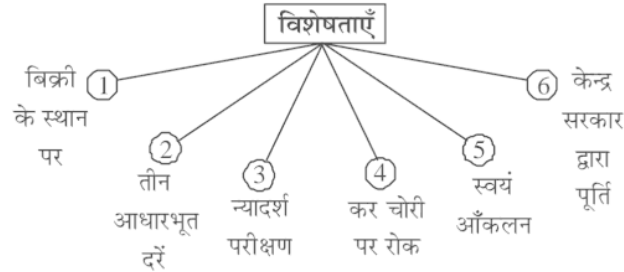 विशेषताएँ
1
बिक्री
के स्थान
पर
2
तीन
आधारभूत
दरें
3
न्यादर्श
परीक्षण
4
कर चोरी
पर रोक
5
स्वयं
आँकलन
6
केन्द्र
सरकार
द्वारा
पूर्ति